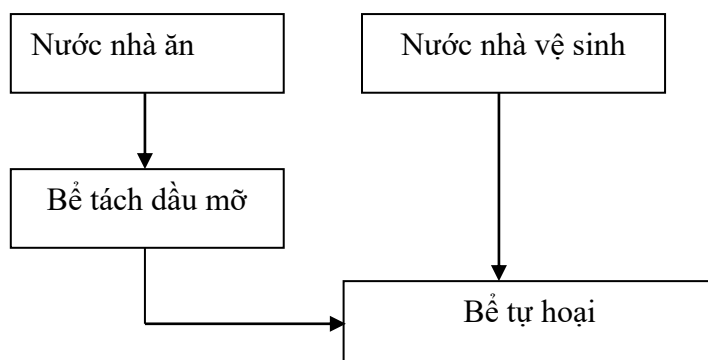 Nước nhà ăn
Nước nhà vệ sinh
Bể tách dầu mỡ
Bể tự hoại